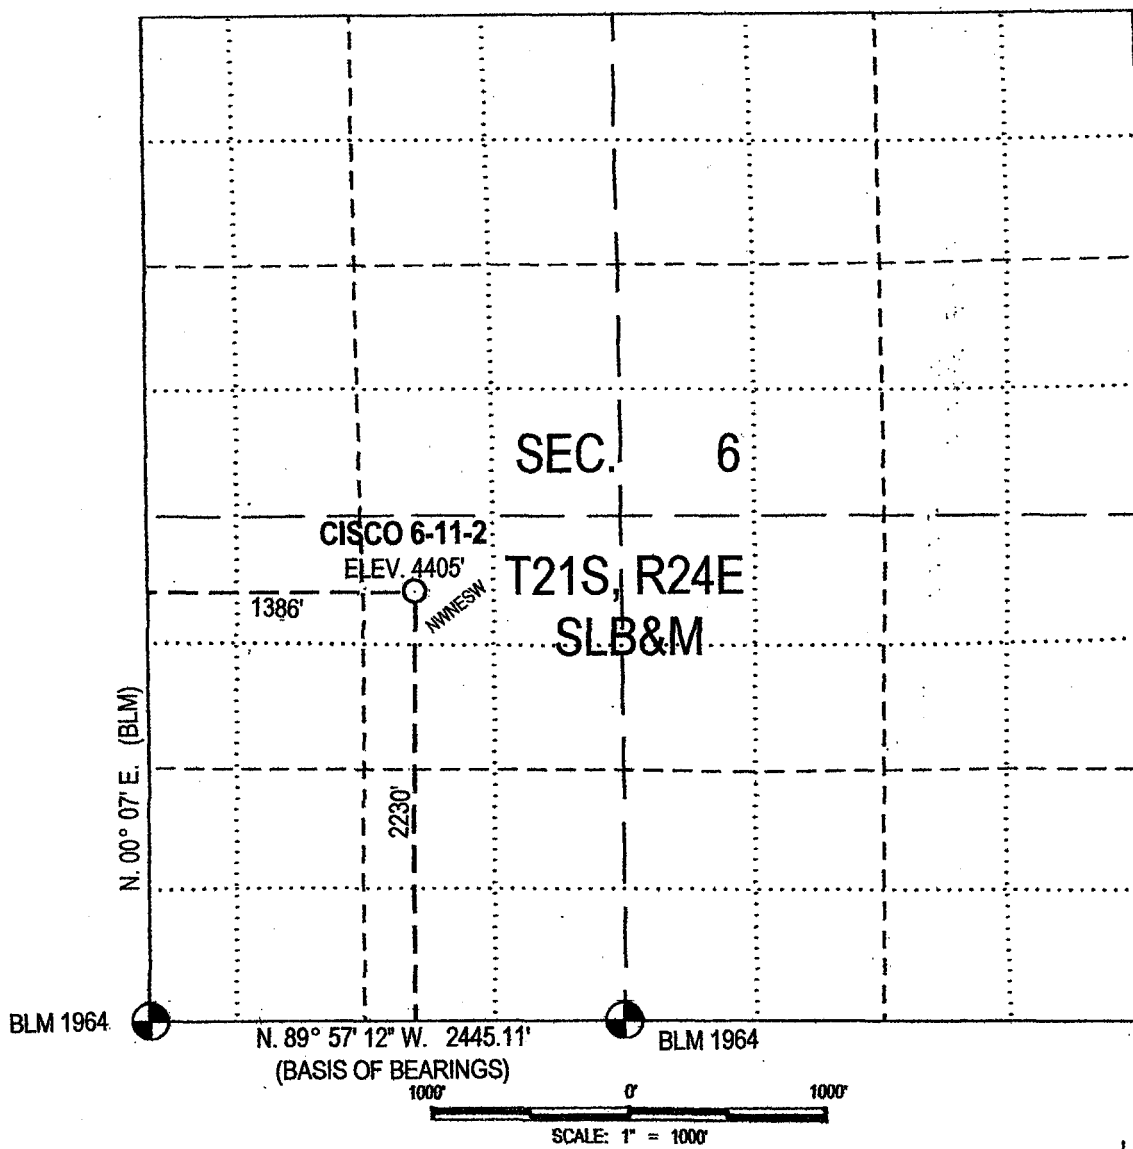 SEC. 6
CISCO 6-11-2
ELEV. 4405'
T21S, R24E
1386'
NWNESW
SLB&M
N. 00° 07' E. (BLM)
2230'
BLM 1964
N. 89° 57' 12" W. 2445.11'
BLM 1964
(BASIS OF BEARINGS)
1000' 0' 1000'
SCALE: 1" = 1000'